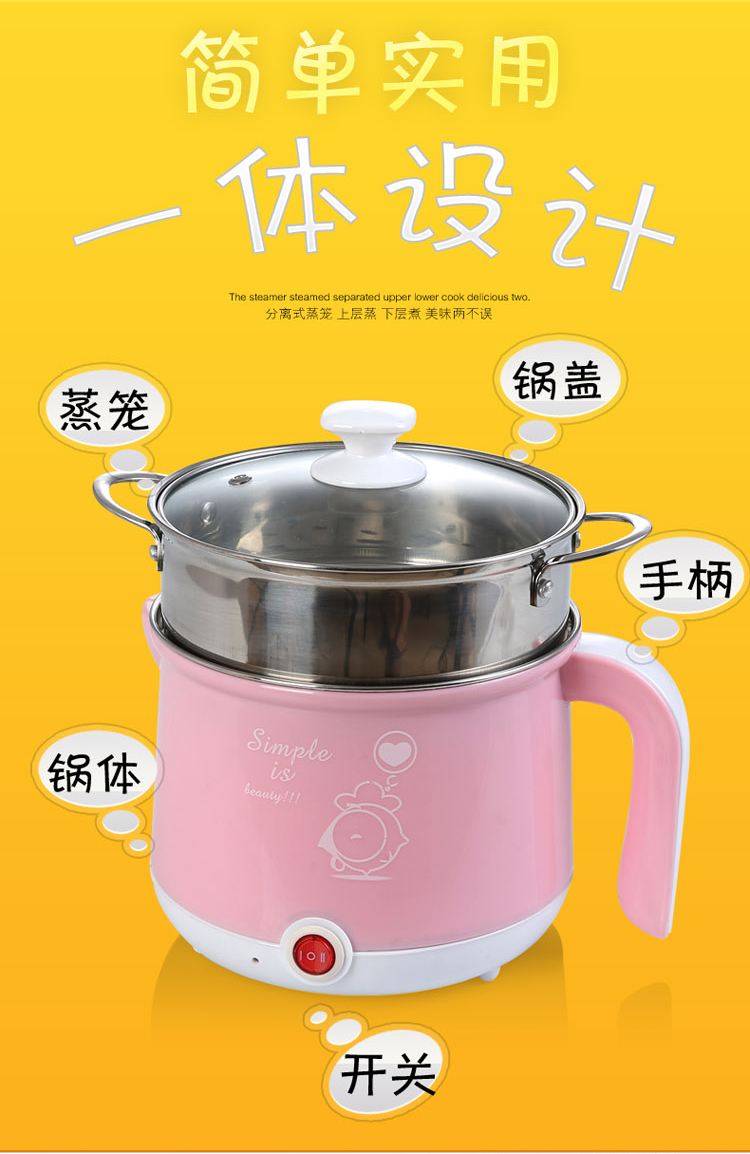 简单实用
一体设计
The steamer steamed separated upper lower cook delicious two.
分离式蒸笼 上层蒸 下层煮 美味两不误
锅盖
蒸笼
手柄
Simple
is
beauty!!!
锅体
I O II
开关